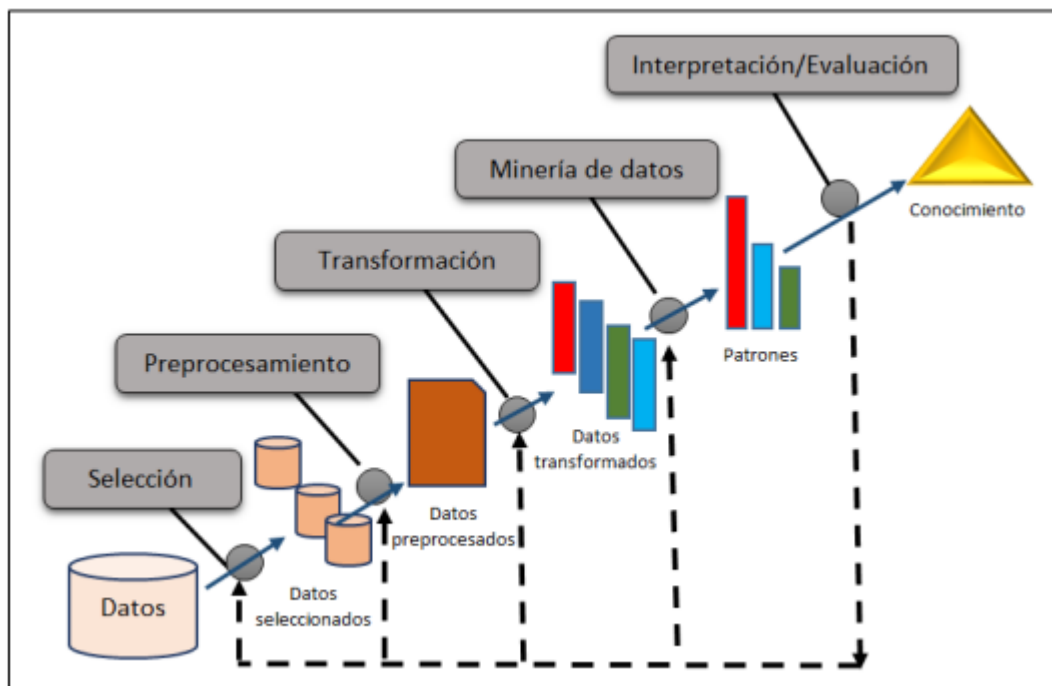 Interpretación/Evaluación
Minería de datos
Conocimiento
Transformación
Patrones
Preprocesamiento
Datos
transformados
Selección
Datos
preprocesados
Datos
Datos
seleccionados